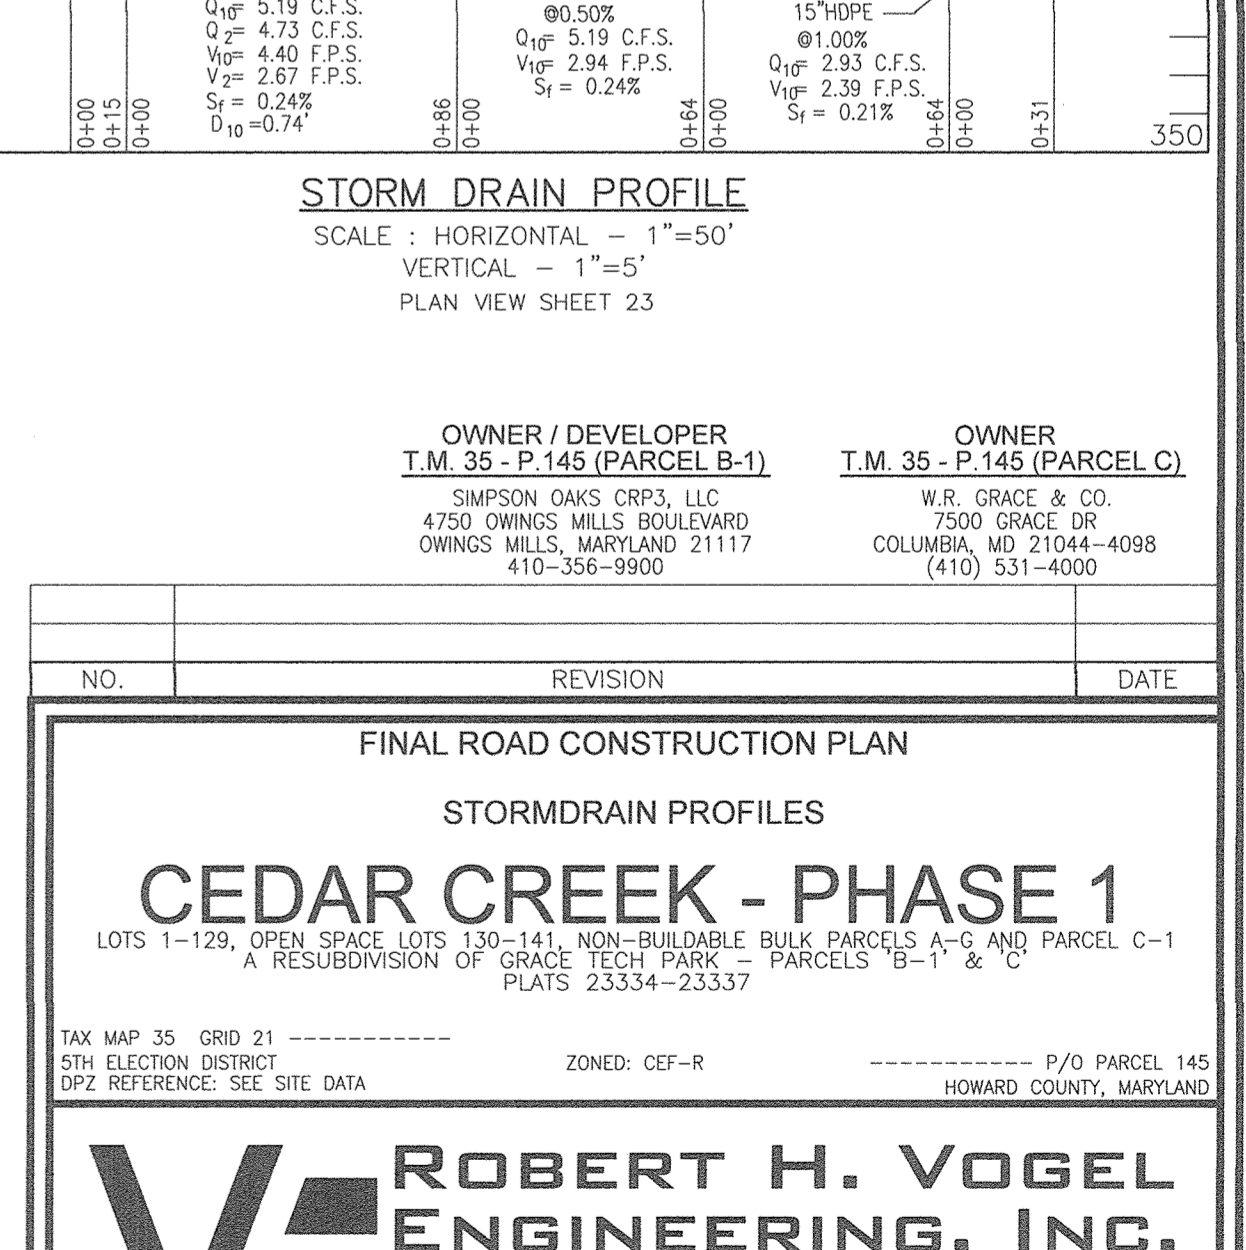 Q10= 5.19 C.F.S.
Q2= 4.73 C.F.S.
V10= 4.40 F.P.S.
V2= 2.67 F.P.S.
Sf = 0.24%
D10 =0.74'
@0.50%
Q10= 5.19 C.F.S.
V10= 2.94 F.P.S.
Sf = 0.24%
15"HDPE
@1.00%
Q10= 2.93 C.F.S.
V10= 2.39 F.P.S.
Sf = 0.21%
0+00
0+15
0+00
0+86
0+00
0+64
0+00
0+64
0+00
0+31
350
STORM DRAIN PROFILE
SCALE : HORIZONTAL – 1"=50'
VERTICAL – 1"=5'
PLAN VIEW SHEET 23
OWNER / DEVELOPER
T.M. 35 - P.145 (PARCEL B-1)
SIMPSON OAKS CRP3, LLC
4750 OWINGS MILLS BOULEVARD
OWINGS MILLS, MARYLAND 21117
410–356–9900
OWNER
T.M. 35 - P.145 (PARCEL C)
W.R. GRACE & CO.
7500 GRACE DR
COLUMBIA, MD 21044–4098
(410) 531–4000
NO. REVISION DATE
FINAL ROAD CONSTRUCTION PLAN
STORMDRAIN PROFILES
CEDAR CREEK - PHASE 1
LOTS 1–129, OPEN SPACE LOTS 130–141, NON–BUILDABLE BULK PARCELS A–G AND PARCEL C–1
A RESUBDIVISION OF GRACE TECH PARK – PARCELS 'B–1' & 'C'
PLATS 23334–23337
TAX MAP 35 GRID 21 –––––––––––
5TH ELECTION DISTRICT
DPZ REFERENCE: SEE SITE DATA
ZONED: CEF–R
––––––––––– P/O PARCEL 145
HOWARD COUNTY, MARYLAND
ROBERT H. VOGEL
ENGINEERING, INC.